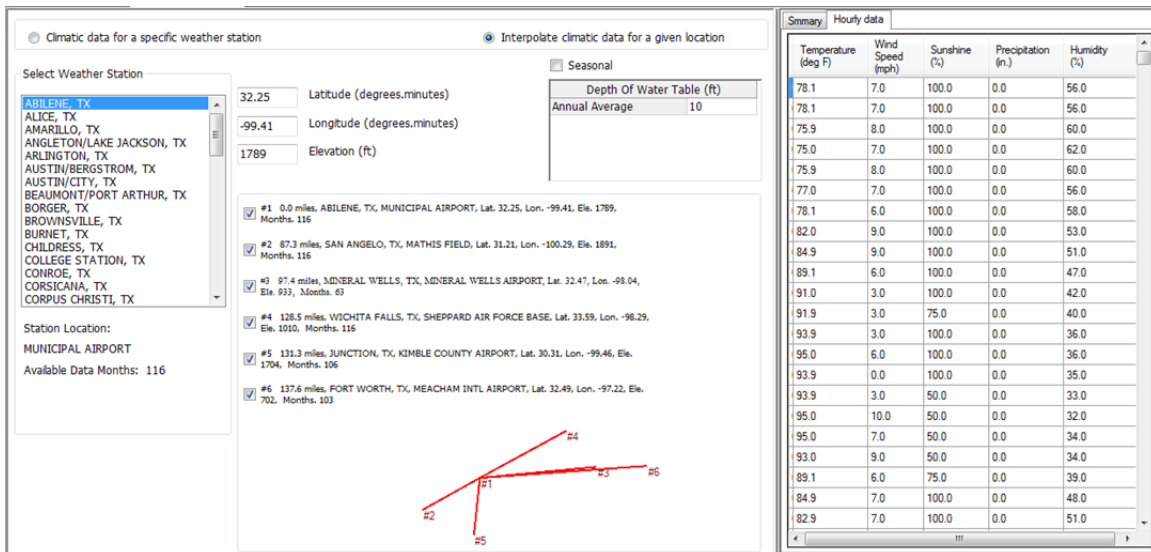 Climatic data for a specific weather station
Interpolate climatic data for a given location
Select Weather Station
ABILENE, TX
ALICE, TX
AMARILLO, TX
ANGLETON/LAKE JACKSON, TX
ARLINGTON, TX
AUSTIN/BERGSTROM, TX
AUSTIN/CITY, TX
BEAUMONT/PORT ARTHUR, TX
BORGER, TX
BROWNSVILLE, TX
BURNET, TX
CHILDRESS, TX
COLLEGE STATION, TX
CONROE, TX
CORSICANA, TX
CORPUS CHRISTI, TX
Station Location:
MUNICIPAL AIRPORT
Available Data Months: 116
32.25 Latitude (degrees.minutes)
-99.41 Longitude (degrees.minutes)
1789 Elevation (ft)
Seasonal
Depth Of Water Table (ft)
Annual Average 10
#1 0.0 miles, ABILENE, TX, MUNICIPAL AIRPORT, Lat. 32.25, Lon. -99.41, Ele. 1789,
Months. 116
#2 87.3 miles, SAN ANGELO, TX, MATHIS FIELD, Lat. 31.21, Lon. -100.29, Ele. 1891,
Months. 116
#3 97.4 miles, MINERAL WELLS, TX, MINERAL WELLS AIRPORT, Lat. 32.47, Lon. -98.04,
Ele. 933, Months. 63
#4 128.5 miles, WICHITA FALLS, TX, SHEPPARD AIR FORCE BASE, Lat. 33.59, Lon. -98.29,
Ele. 1010, Months. 116
#5 131.3 miles, JUNCTION, TX, KIMBLE COUNTY AIRPORT, Lat. 30.31, Lon. -99.46, Ele.
1704, Months. 106
#6 137.6 miles, FORT WORTH, TX, MEACHAM INTL AIRPORT, Lat. 32.49, Lon. -97.22, Ele.
702, Months. 103
#4
#3
#6
#1
#2
#5
Smmary Hourly data
Temperature (deg F) Wind Speed (mph) Sunshine (%) Precipitation (in.) Humidity (%)
78.1 7.0 100.0 0.0 56.0
78.1 7.0 100.0 0.0 56.0
75.9 8.0 100.0 0.0 60.0
75.0 7.0 100.0 0.0 62.0
75.9 8.0 100.0 0.0 60.0
77.0 7.0 100.0 0.0 56.0
78.1 6.0 100.0 0.0 58.0
82.0 9.0 100.0 0.0 53.0
84.9 9.0 100.0 0.0 51.0
89.1 6.0 100.0 0.0 47.0
91.0 3.0 100.0 0.0 42.0
91.9 3.0 75.0 0.0 40.0
93.9 3.0 100.0 0.0 36.0
95.0 6.0 100.0 0.0 36.0
93.9 0.0 100.0 0.0 35.0
93.9 3.0 50.0 0.0 33.0
95.0 10.0 50.0 0.0 32.0
95.0 7.0 50.0 0.0 34.0
93.0 9.0 50.0 0.0 34.0
89.1 6.0 75.0 0.0 39.0
84.9 7.0 100.0 0.0 48.0
82.9 7.0 100.0 0.0 51.0